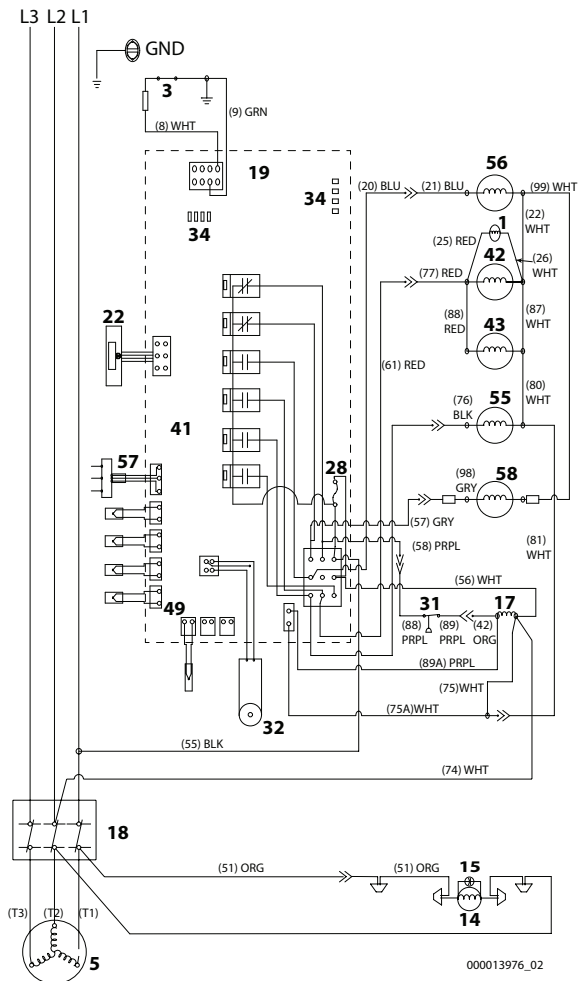 L3 L2 L1
GND
3
(9) GRN
(8) WHT
19
34
34
(20) BLU
(21) BLU
56
(99) WHT
(22)
WHT
1
(25) RED
(26)
WHT
42
(77) RED
(88)
RED
43
(87)
WHT
22
(61) RED
(80)
WHT
(76)
BLK
55
41
57
28
(98)
GRY
58
(57) GRY
(58) PRPL
(81)
WHT
(56) WHT
49
31
17
(88)
PRPL
(89)
PRPL
(42)
ORG
(89A) PRPL
(75)WHT
(75A)WHT
32
(55) BLK
(74) WHT
18
(51) ORG
(51) ORG
15
14
(T3)
(T2)
(T1)
5
000013976_02